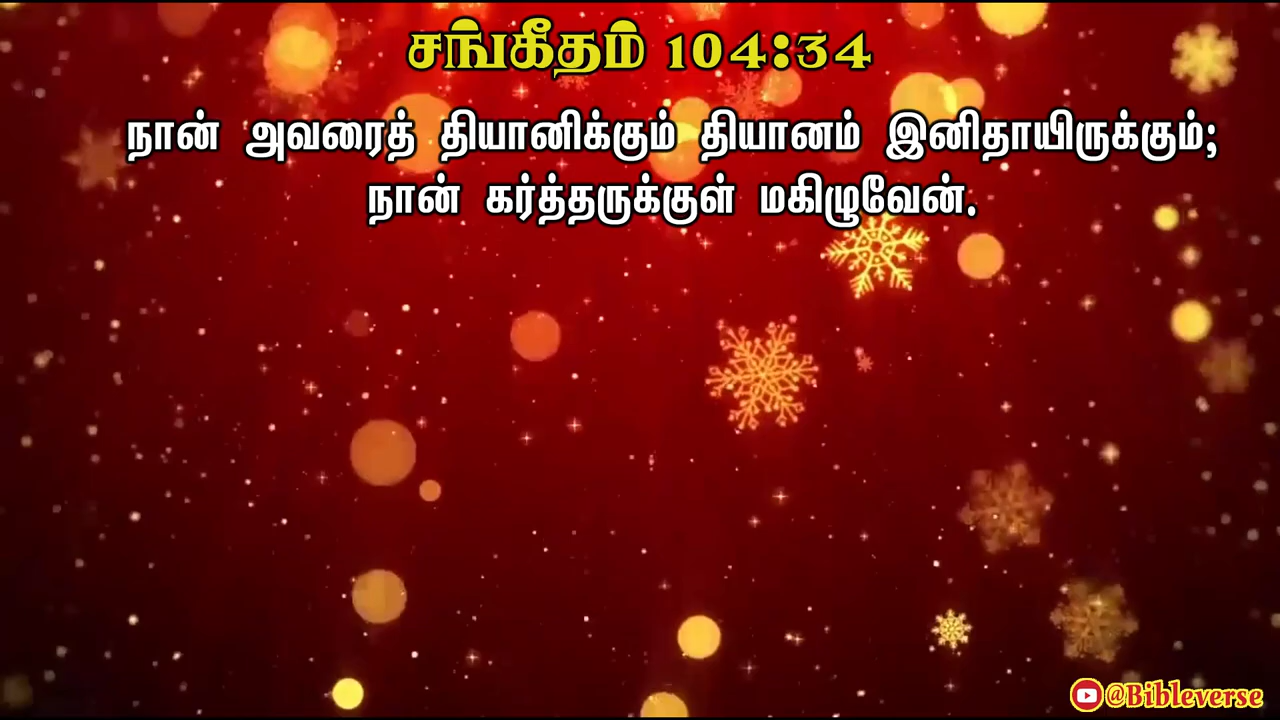 சங்கீதம் 104:34
நான் அவரைத் தியானிக்கும் தியானம் இனிதாயிருக்கும்;
நான் கர்த்தருக்குள் மகிழுவேன்.
@Bibleverse